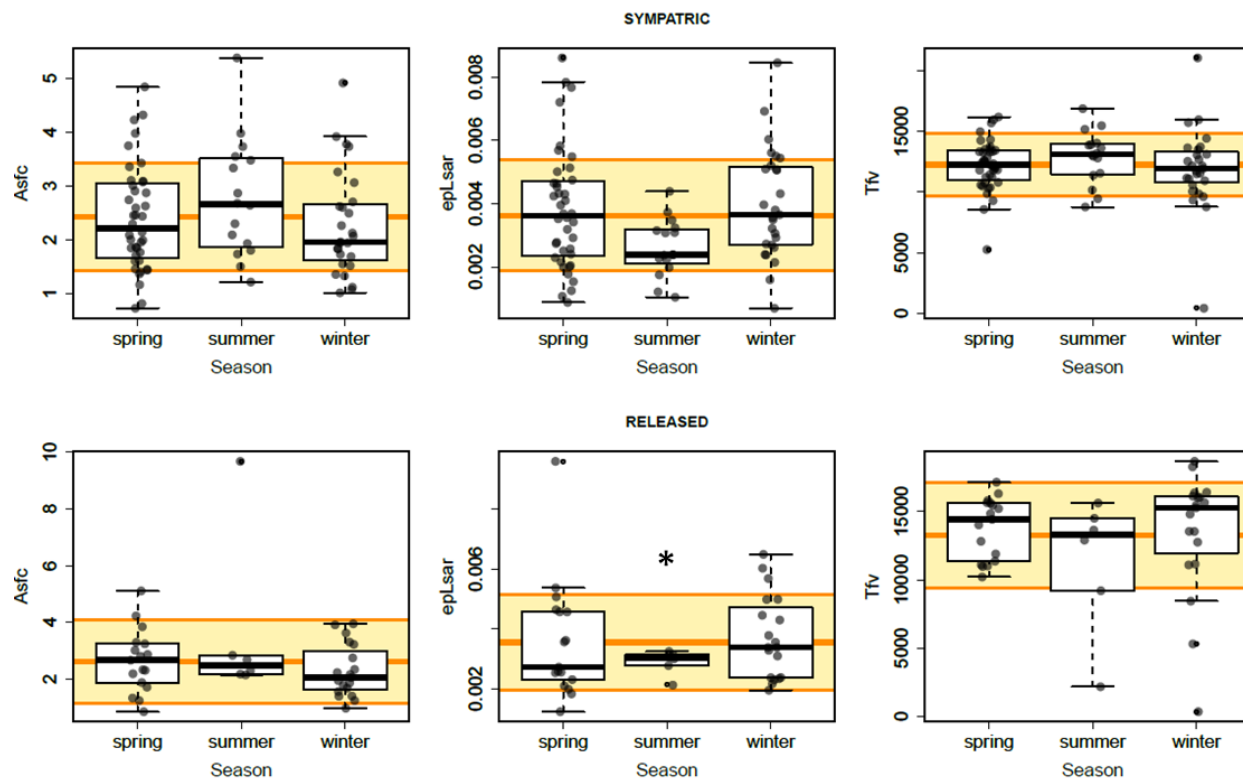 SYMPATRIC
Asfc
5
4
3
2
1
spring summer winter
Season
epLsar
0.008
0.006
0.004
0.002
spring summer winter
Season
Tfv
15000
5000
0
spring summer winter
Season
RELEASED
Asfc
10
8
6
4
2
spring summer winter
Season
epLsar
0.006
0.002
*
spring summer winter
Season
Tfv
15000
10000
5000
0
spring summer winter
Season